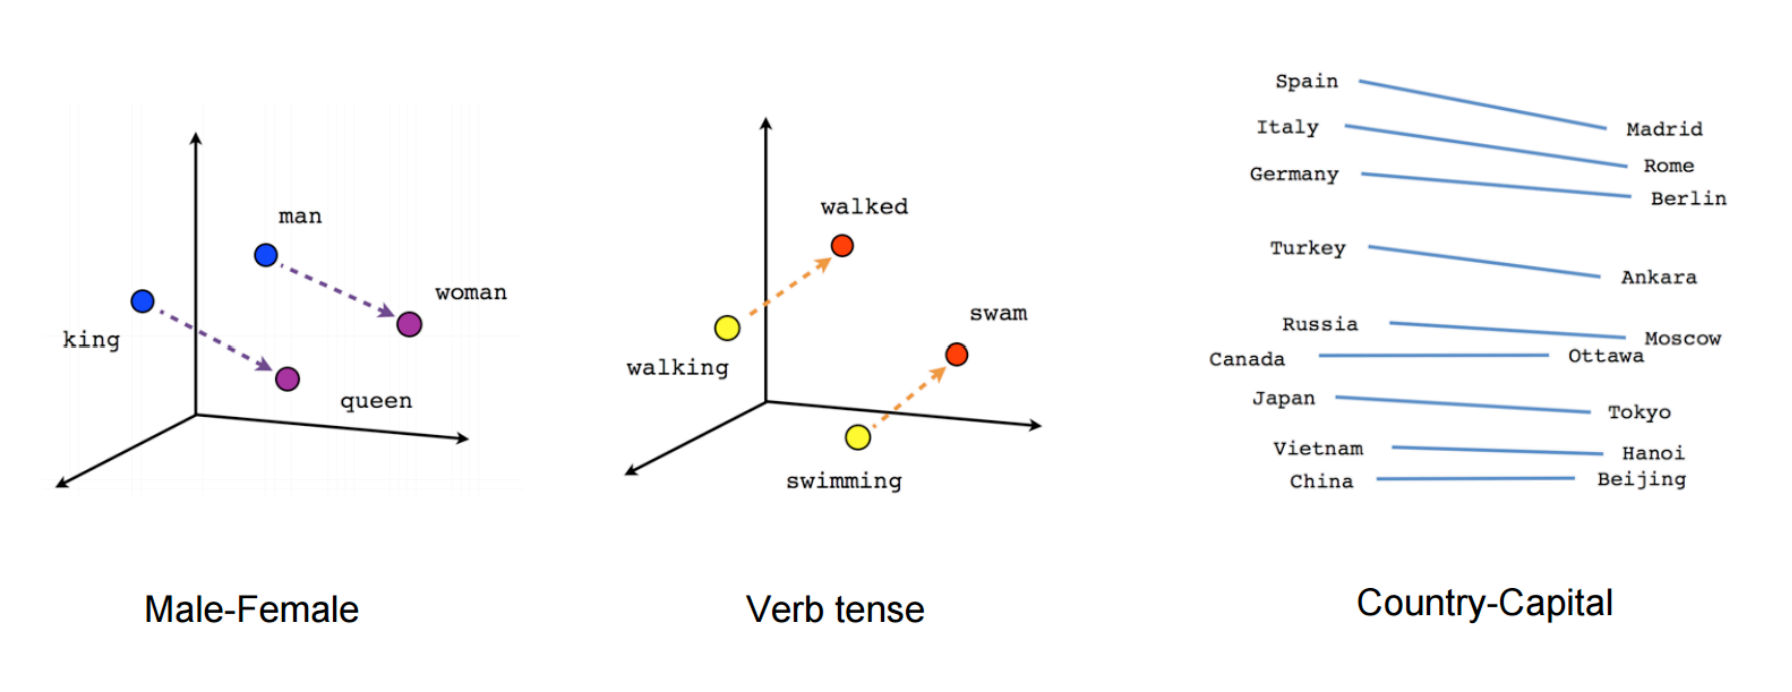 man
woman
king
queen
Male-Female
walked
swam
walking
swimming
Verb tense
Spain
Madrid
Italy
Rome
Germany
Berlin
Turkey
Ankara
Russia
Moscow
Canada
Ottawa
Japan
Tokyo
Vietnam
Hanoi
China
Beijing
Country-Capital